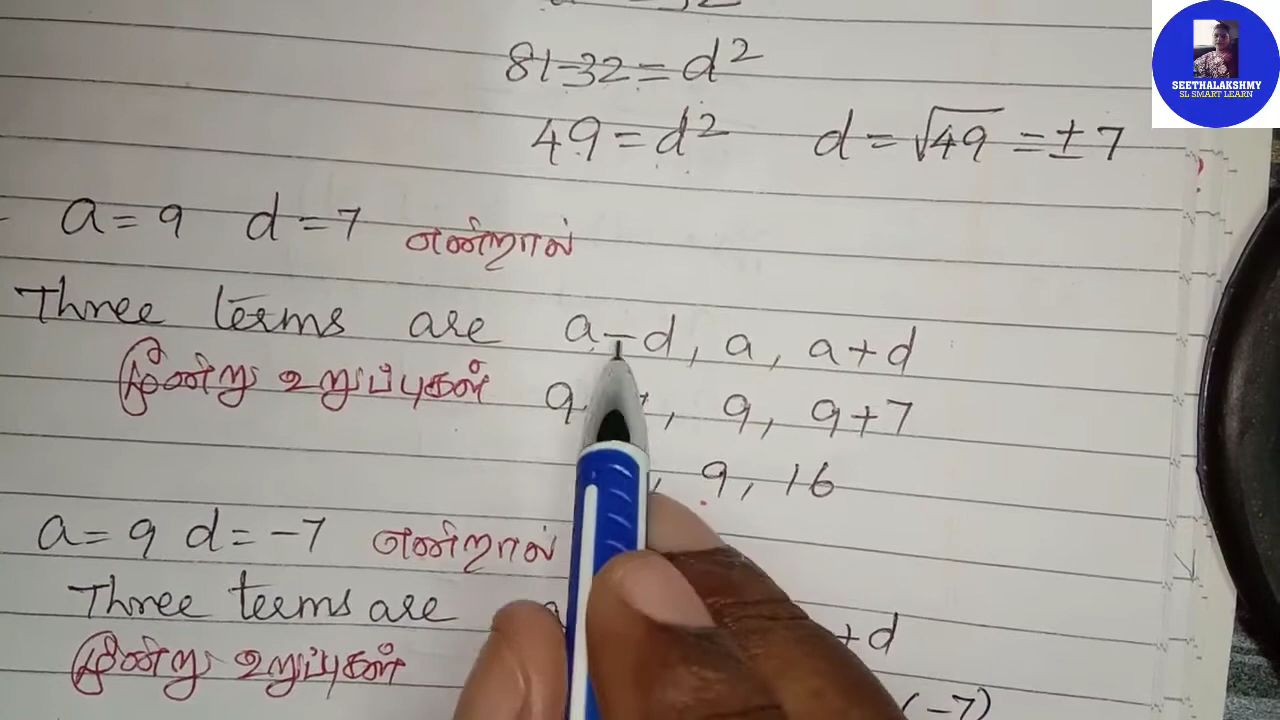 SEETHALAKSHMY
SL SMART LEARN
81-32 = d²
49 = d² d = √49 = ±7
a = 9 d = 7 என்றால்
Three terms are a-d, a, a+d
மூன்று உறுப்புகள் 9 , 9, 9+7
, 9, 16
a = 9 d = -7 என்றால்
Three terms are +d
மூன்று உறுப்புகள்
(-7)